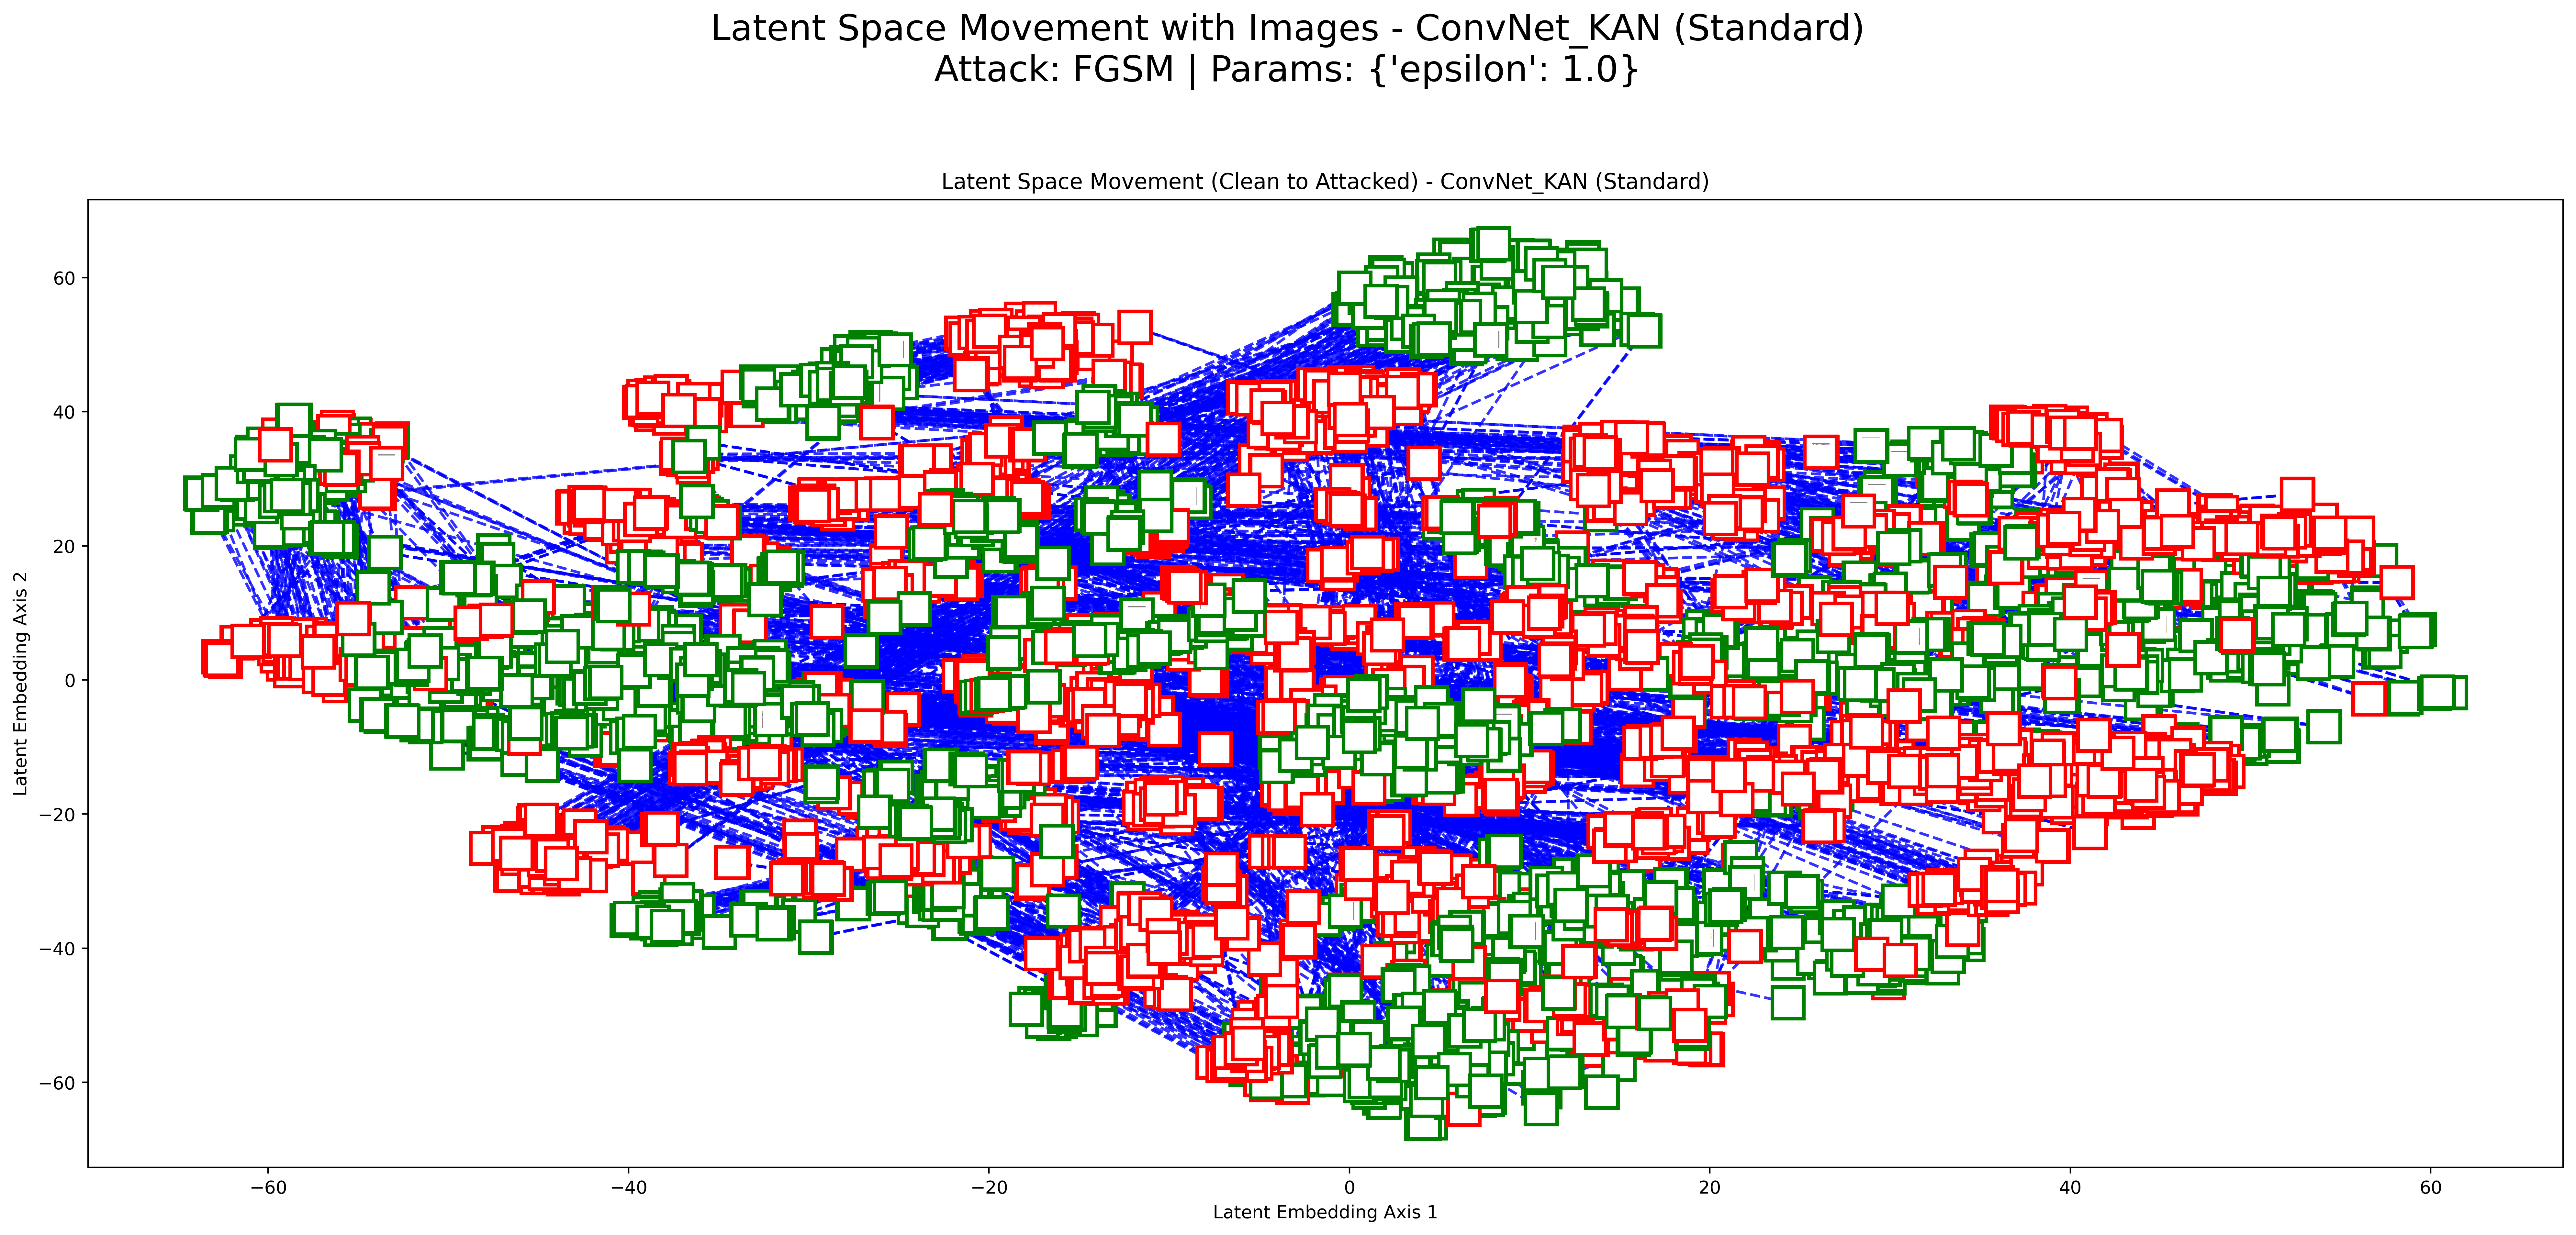 Latent Space Movement with Images - ConvNet_KAN (Standard)
Attack: FGSM | Params: {'epsilon': 1.0}
Latent Space Movement (Clean to Attacked) - ConvNet_KAN (Standard)
Latent Embedding Axis 2
60
40
20
0
−20
−40
−60
−60
−40
−20
0
20
40
60
Latent Embedding Axis 1